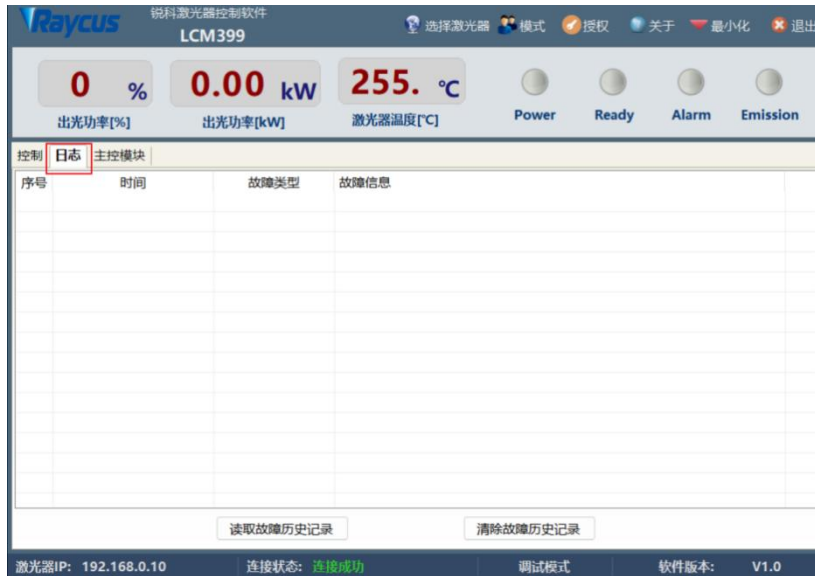 Raycus 锐科激光器控制软件
LCM399
选择激光器 模式 授权 关于 最小化 退出
0 % 0.00 kW 255. ℃
出光功率[%] 出光功率[kW] 激光器温度[℃] Power Ready Alarm Emission
控制 日志 主控模块
序号 时间 故障类型 故障信息
读取故障历史记录 清除故障历史记录
激光器IP: 192.168.0.10 连接状态: 连接成功 调试模式 软件版本: V1.0